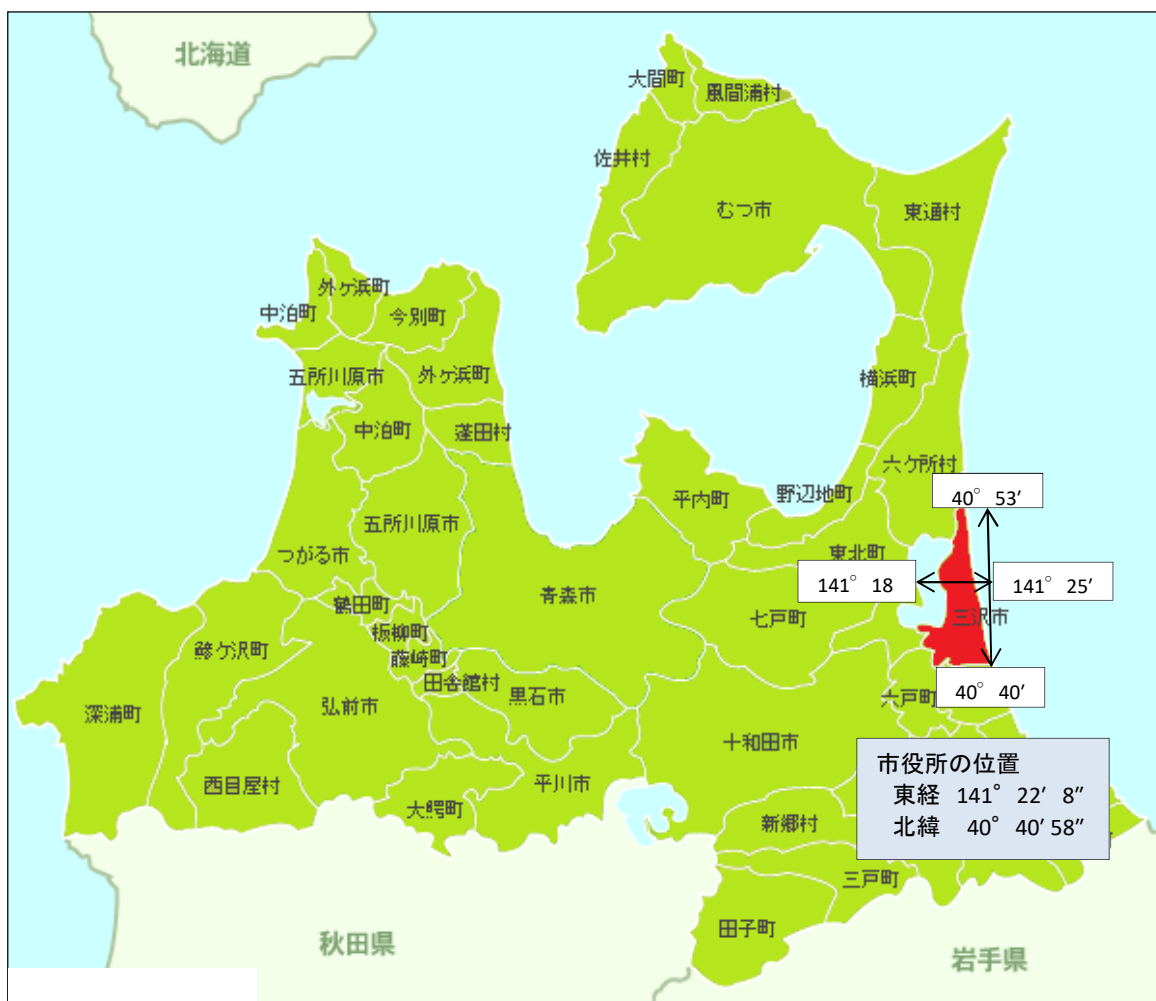 北海道
大間町
風間浦村
佐井村
むつ市
東通村
外ヶ浜町
中泊町
今別町
五所川原市
外ヶ浜町
横浜町
中泊町
蓬田村
六ケ所村
平内町
野辺地町
40° 53′
五所川原市
つがる市
東北町
141° 18
141° 25′
青森市
鶴田町
七戸町
三沢市
板柳町
鰺ケ沢町
藤崎町
田舎館村
黒石市
40° 40′
六戸町
弘前市
深浦町
十和田市
市役所の位置
東経 141° 22′ 8″
北緯 40° 40′ 58″
西目屋村
平川市
大鰐町
新郷村
三戸町
田子町
秋田県
岩手県